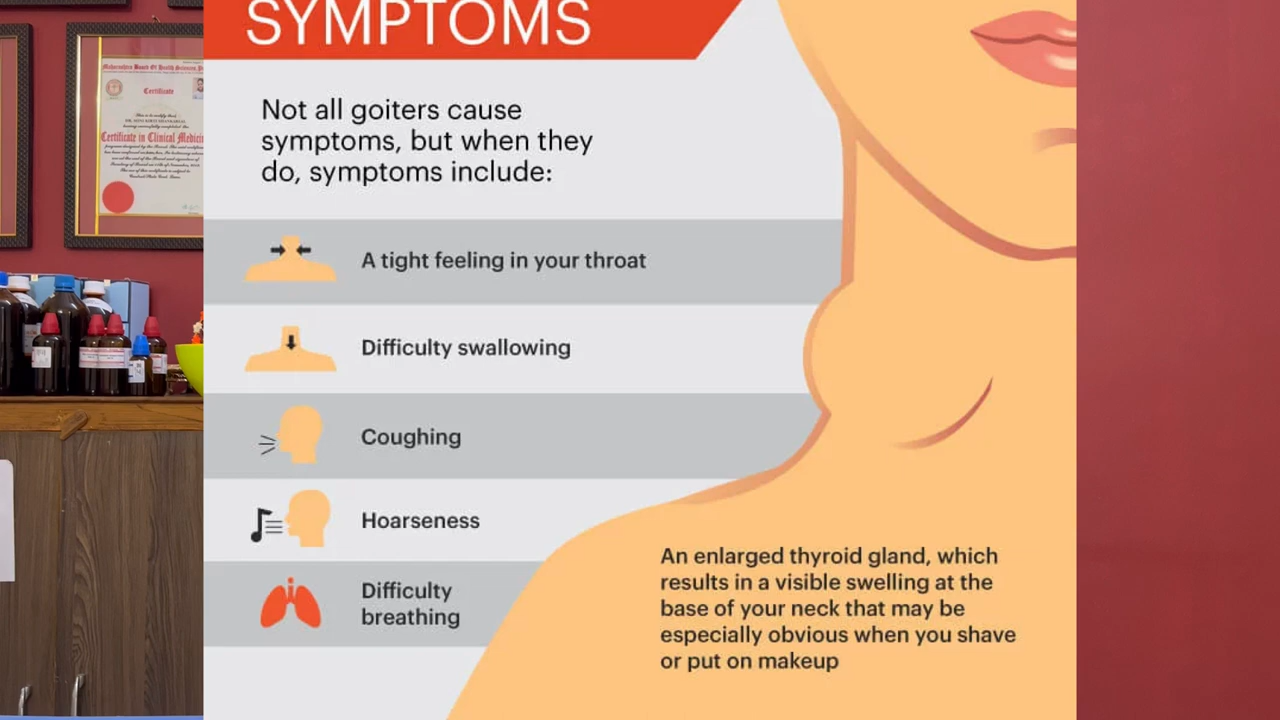 SYMPTOMS
Not all goiters cause
symptoms, but when they
do, symptoms include:
A tight feeling in your throat
Difficulty swallowing
Coughing
Hoarseness
Difficulty
breathing
An enlarged thyroid gland, which
results in a visible swelling at the
base of your neck that may be
especially obvious when you shave
or put on makeup
Certificate
Certificate in Clinical